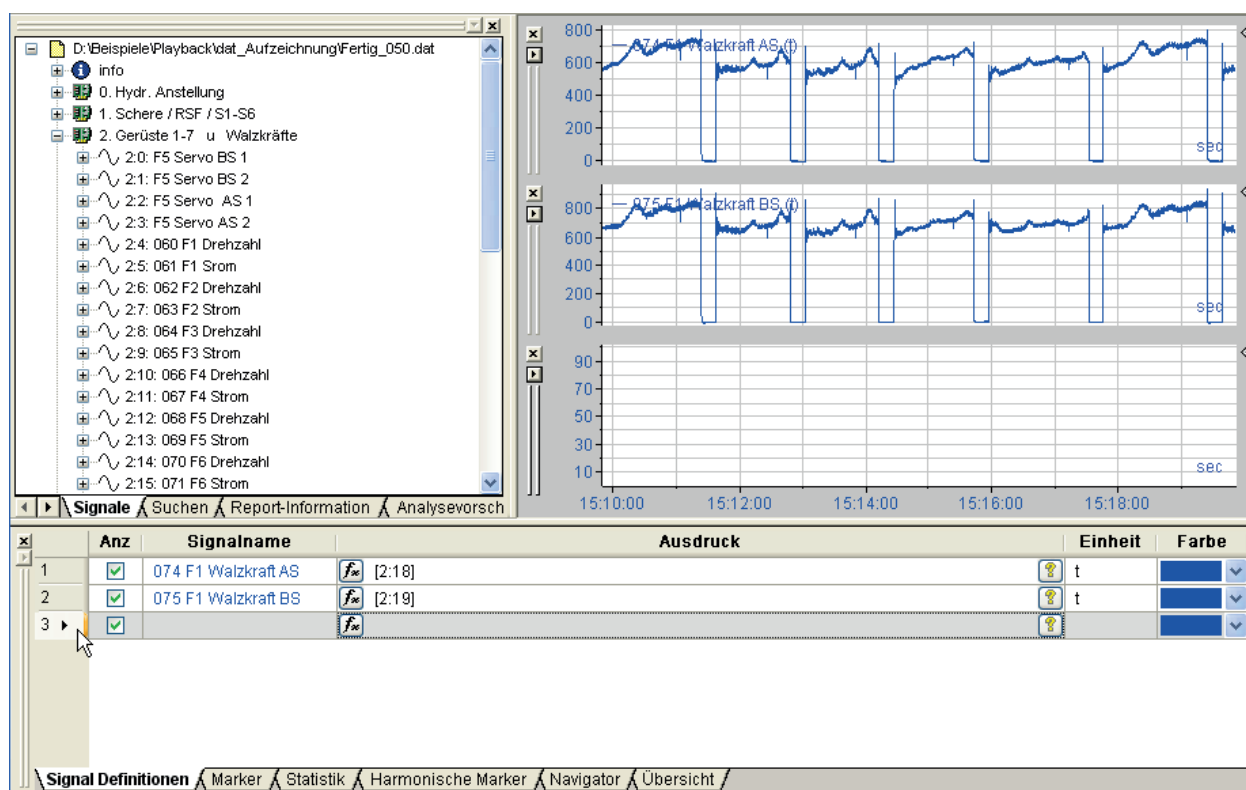 D:\Beispiele\Playback\dat_Aufzeichnung\Fertig_050.dat
info
0. Hydr. Anstellung
1. Schere / RSF / S1-S6
2. Gerüste 1-7 u Walzkräfte
2:0: F5 Servo BS 1
2:1: F5 Servo BS 2
2:2: F5 Servo AS 1
2:3: F5 Servo AS 2
2:4: 060 F1 Drehzahl
2:5: 061 F1 Srom
2:6: 062 F2 Drehzahl
2:7: 063 F2 Strom
2:8: 064 F3 Drehzahl
2:9: 065 F3 Strom
2:10: 066 F4 Drehzahl
2:11: 067 F4 Strom
2:12: 068 F5 Drehzahl
2:13: 069 F5 Strom
2:14: 070 F6 Drehzahl
2:15: 071 F6 Strom
Signale Suchen Report-Information Analysevorsch
800
600
400
200
0
074 F1 Walzkraft AS (t)
sec
800
600
400
200
0
075 F1 Walzkraft BS (t)
sec
90
70
50
30
10
sec
15:10:00 15:12:00 15:14:00 15:16:00 15:18:00
Anz Signalname Ausdruck Einheit Farbe
1 074 F1 Walzkraft AS fx [2:18] ? t
2 075 F1 Walzkraft BS fx [2:19] ? t
3 fx ?
Signal Definitionen Marker Statistik Harmonische Marker Navigator Übersicht